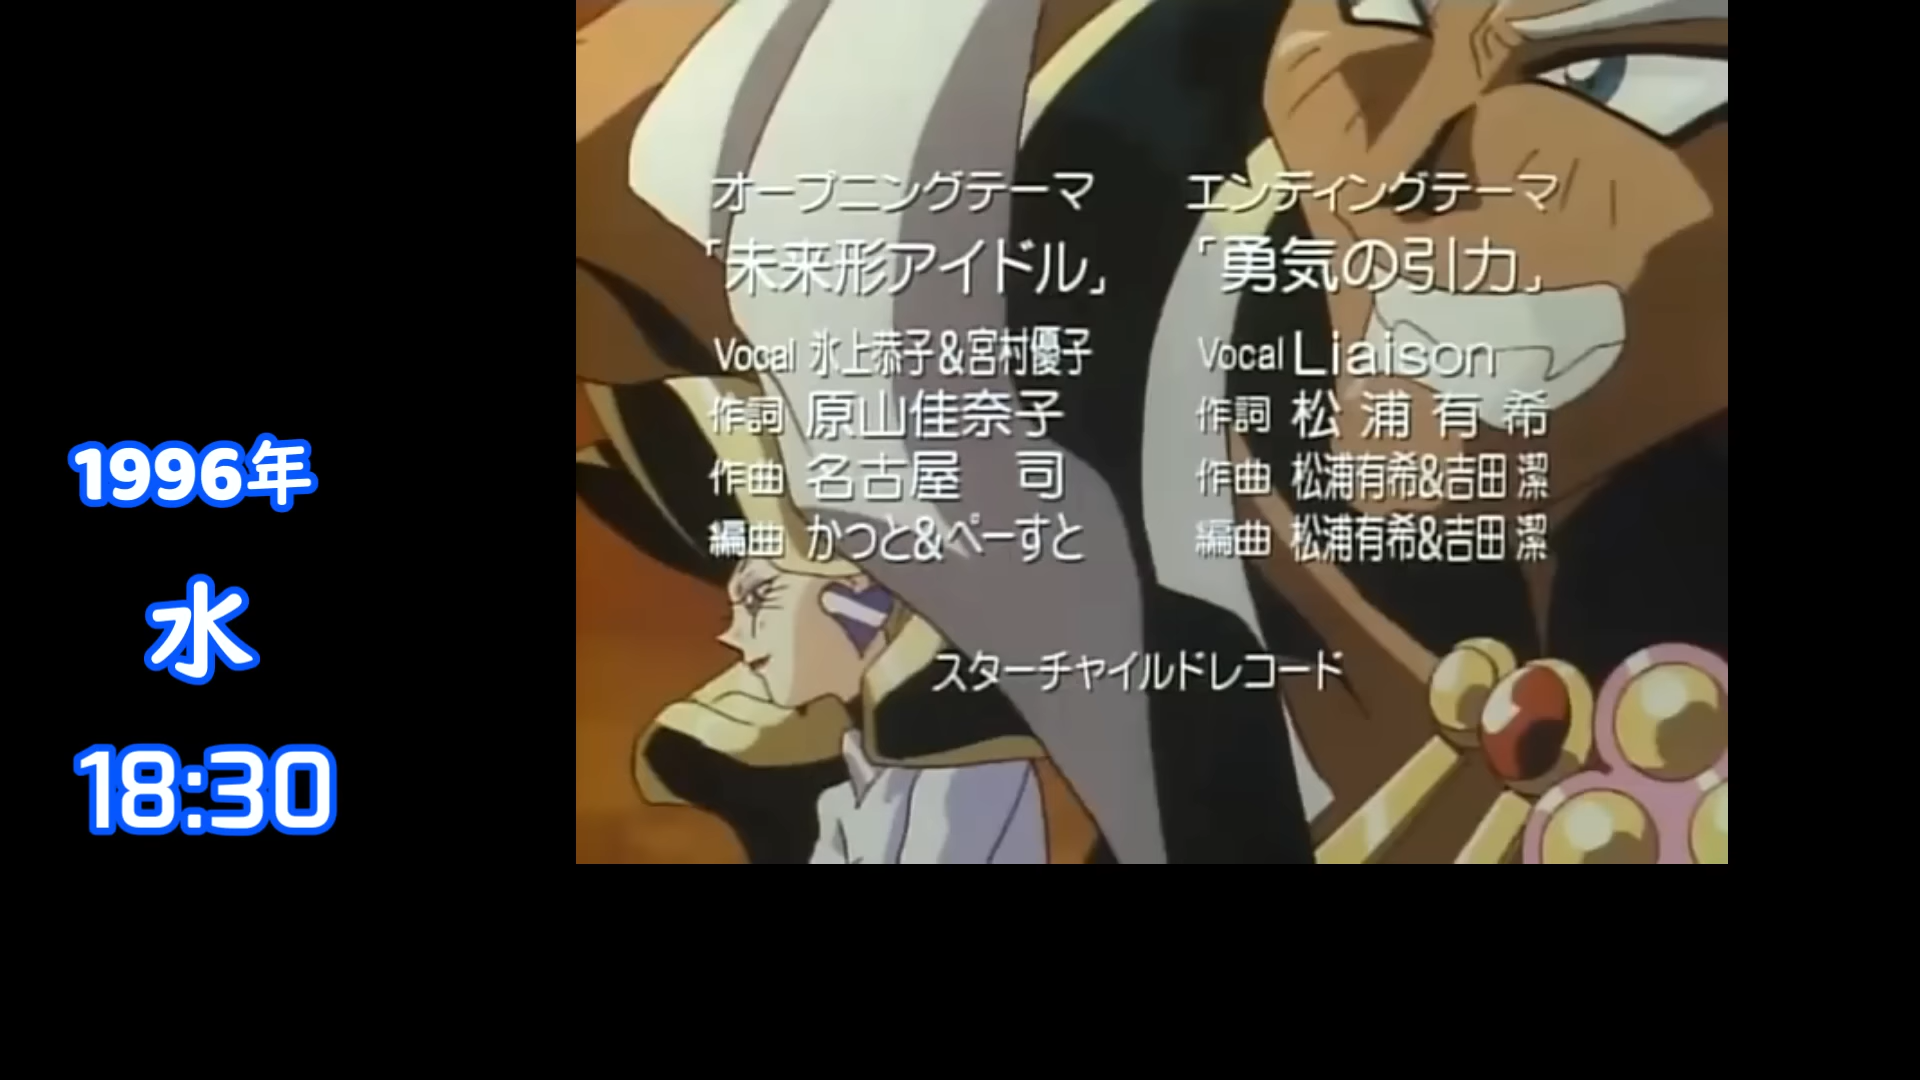 1996年
水
18:30
オープニングテーマ
「未来形アイドル」
Vocal 氷上恭子&宮村優子
作詞 原山佳奈子
作曲 名古屋 司
編曲 かつと&ぺーすと
エンディングテーマ
「勇気の引力」
Vocal Liaison
作詞 松浦有希
作曲 松浦有希&吉田 潔
編曲 松浦有希&吉田 潔
スターチャイルドレコード